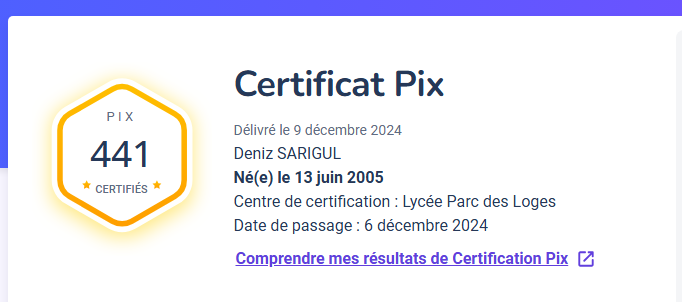 PIX
441
CERTIFIÉS
Certificat Pix
Délivré le 9 décembre 2024
Deniz SARIGUL
Né(e) le 13 juin 2005
Centre de certification : Lycée Parc des Loges
Date de passage : 6 décembre 2024
Comprendre mes résultats de Certification Pix